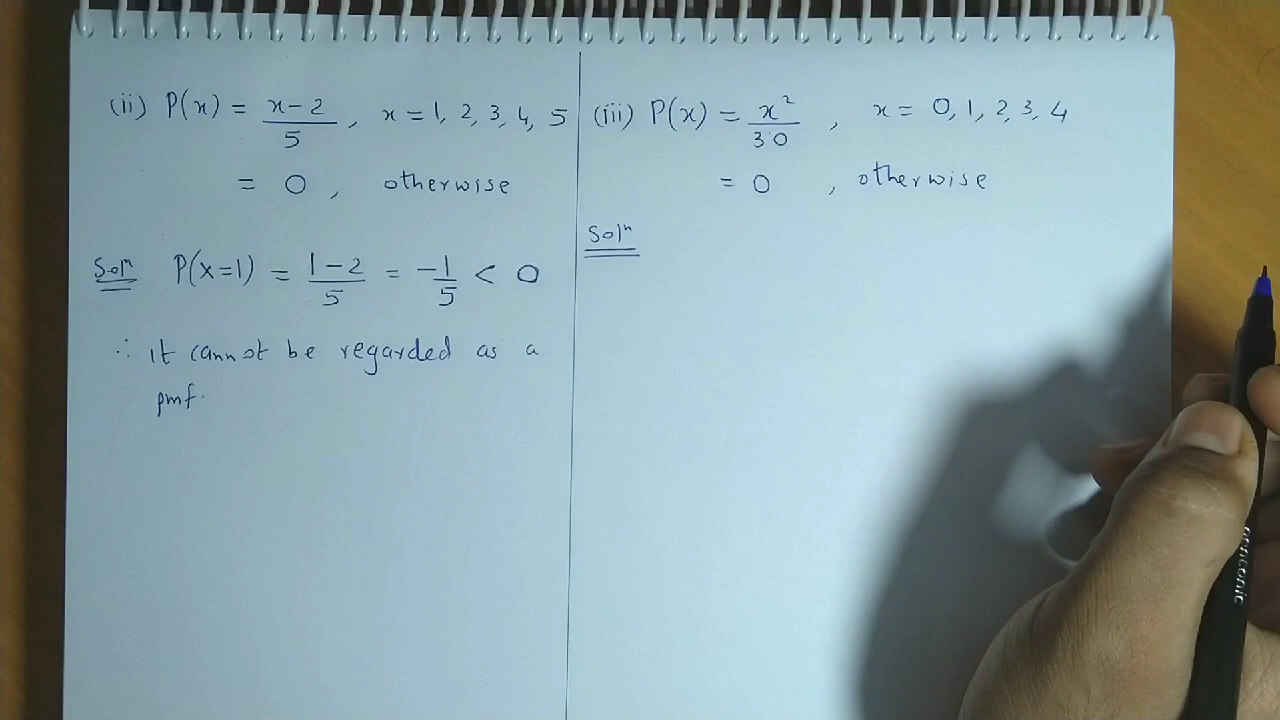 (ii) P(x) = x-2/5, x = 1, 2, 3, 4, 5
= 0, otherwise
Solⁿ P(x=1) = 1-2/5 = -1/5 < 0
∴ it cannot be regarded as a
pmf.
(iii) P(x) = x²/30, x = 0, 1, 2, 3, 4
= 0, otherwise
Solⁿ